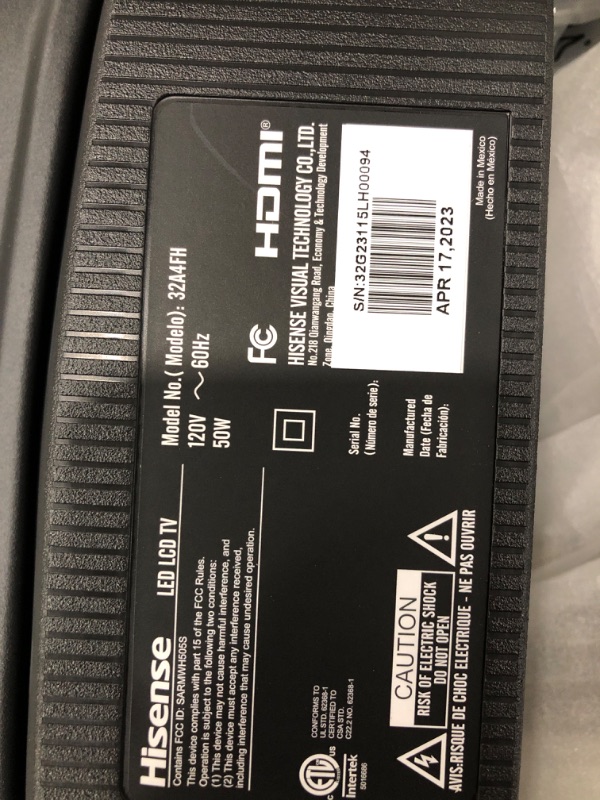 Hisense LED LCD TV
Contains FCC ID: SARMWH505S
This device complies with part 15 of the FCC Rules.
Operation is subject to the following two conditions:
(1) This device may not cause harmful interference, and
(2) This device must accept any interference received,
including interference that may cause undesired operation.
Model No.( Modelo): 32A4FH
120V ~ 60Hz
50W
FC HDMI®
HISENSE VISUAL TECHNOLOGY CO.,LTD.
No.218 Qianwangang Road, Economy & Technology Development
Zone, Qingdao, China
ETL
C US
Intertek
5016686
CONFORMS TO
UL STD. 62368-1
CERTIFIED TO
CSA STD.
C22.2 NO. 62368-1
CAUTION
RISK OF ELECTRIC SHOCK
DO NOT OPEN
AVIS:RISQUE DE CHOC ELECTRIQUE - NE PAS OUVRIR
Serial No.
(Número de serie):
S/N:32G23115LH00094
Manufactured
Date (Fecha de
Fabricación):
APR 17,2023
Made in Mexico
(Hecho en México)